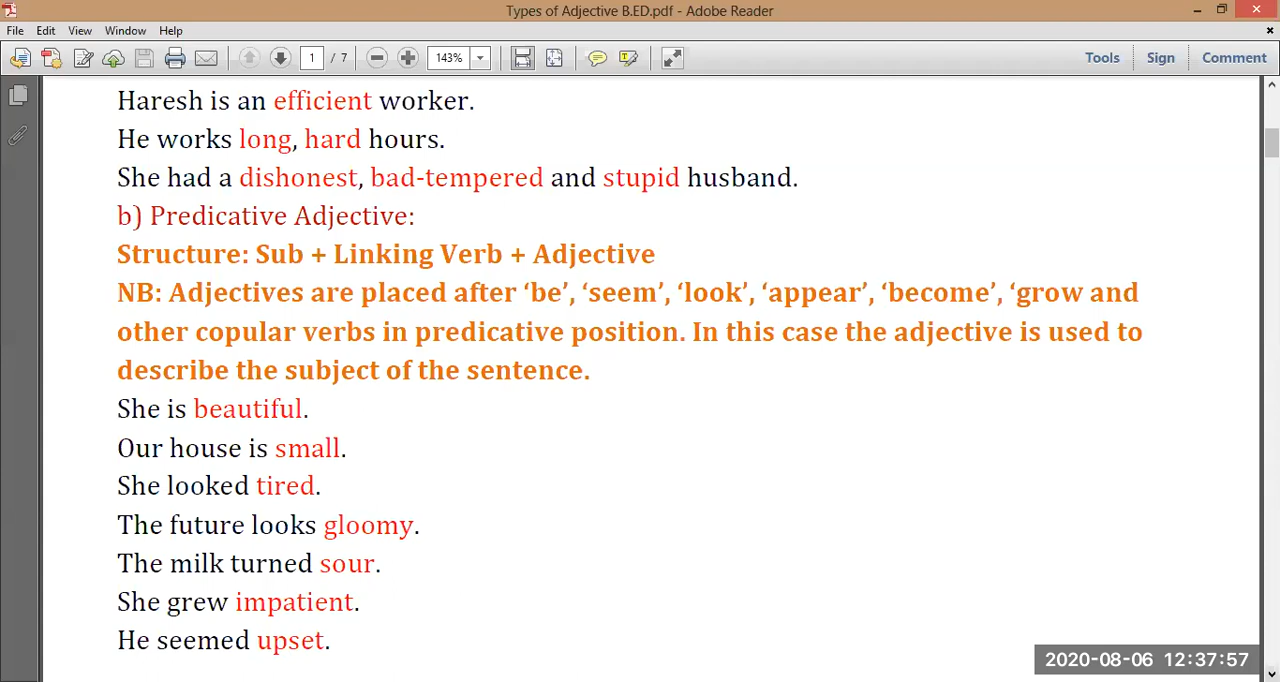 Types of Adjective B.ED.pdf - Adobe Reader
File Edit View Window Help
1 / 7 143% Tools Sign Comment
Haresh is an efficient worker.
He works long, hard hours.
She had a dishonest, bad-tempered and stupid husband.
b) Predicative Adjective:
Structure: Sub + Linking Verb + Adjective
NB: Adjectives are placed after ‘be’, ‘seem’, ‘look’, ‘appear’, ‘become’, ‘grow and
other copular verbs in predicative position. In this case the adjective is used to
describe the subject of the sentence.
She is beautiful.
Our house is small.
She looked tired.
The future looks gloomy.
The milk turned sour.
She grew impatient.
He seemed upset.
2020-08-06 12:37:57